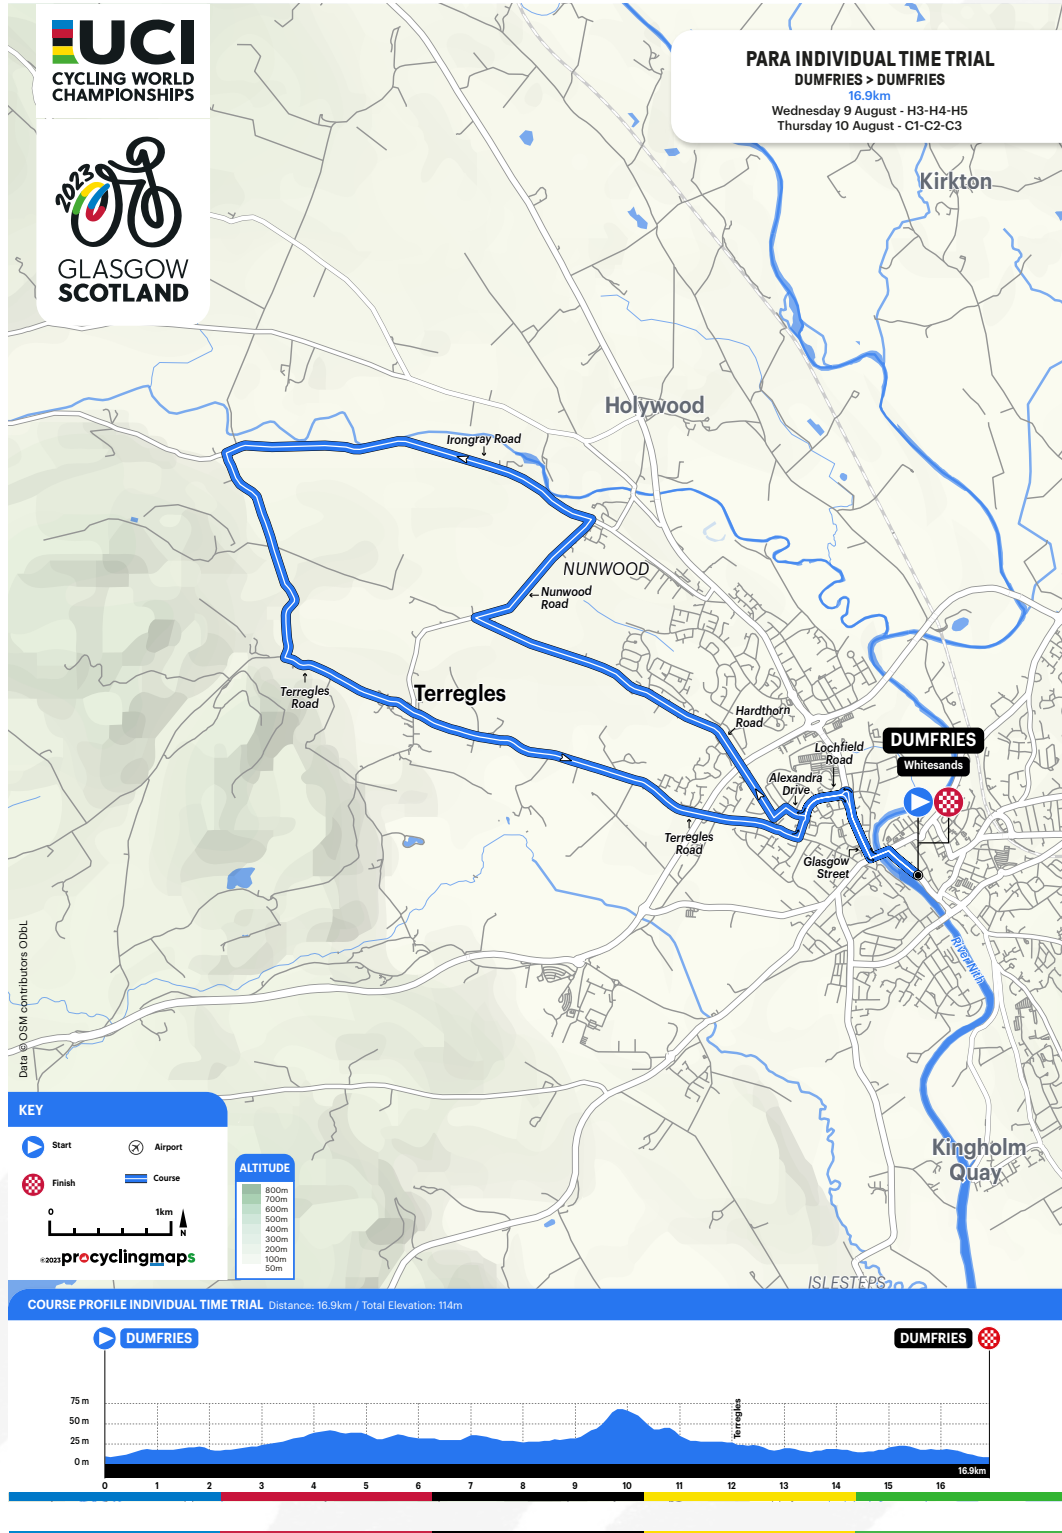 UCI
CYCLING WORLD
CHAMPIONSHIPS
2023
GLASGOW
SCOTLAND
PARA INDIVIDUAL TIME TRIAL
DUMFRIES > DUMFRIES
16.9km
Wednesday 9 August - H3-H4-H5
Thursday 10 August - C1-C2-C3
Kirkton
Holywood
Irongray Road
NUNWOOD
Nunwood
Road
Terregles
Terregles
Road
Hardthorn
Road
Lochfield
Road
Alexandra
Drive
DUMFRIES
Whitesands
Terregles
Road
Glasgow
Street
River Nith
Data © OSM contributors ODbL
Kingholm
Quay
ISLESTEPS
KEY
Start
Airport
Finish
Course
0 1km
N
©2023 procyclingmaps
ALTITUDE
800m
700m
600m
500m
400m
300m
200m
100m
50m
COURSE PROFILE INDIVIDUAL TIME TRIAL Distance: 16.9km / Total Elevation: 114m
DUMFRIES
DUMFRIES
75 m
50 m
25 m
0 m
Terregles
16.9km
0 1 2 3 4 5 6 7 8 9 10 11 12 13 14 15 16